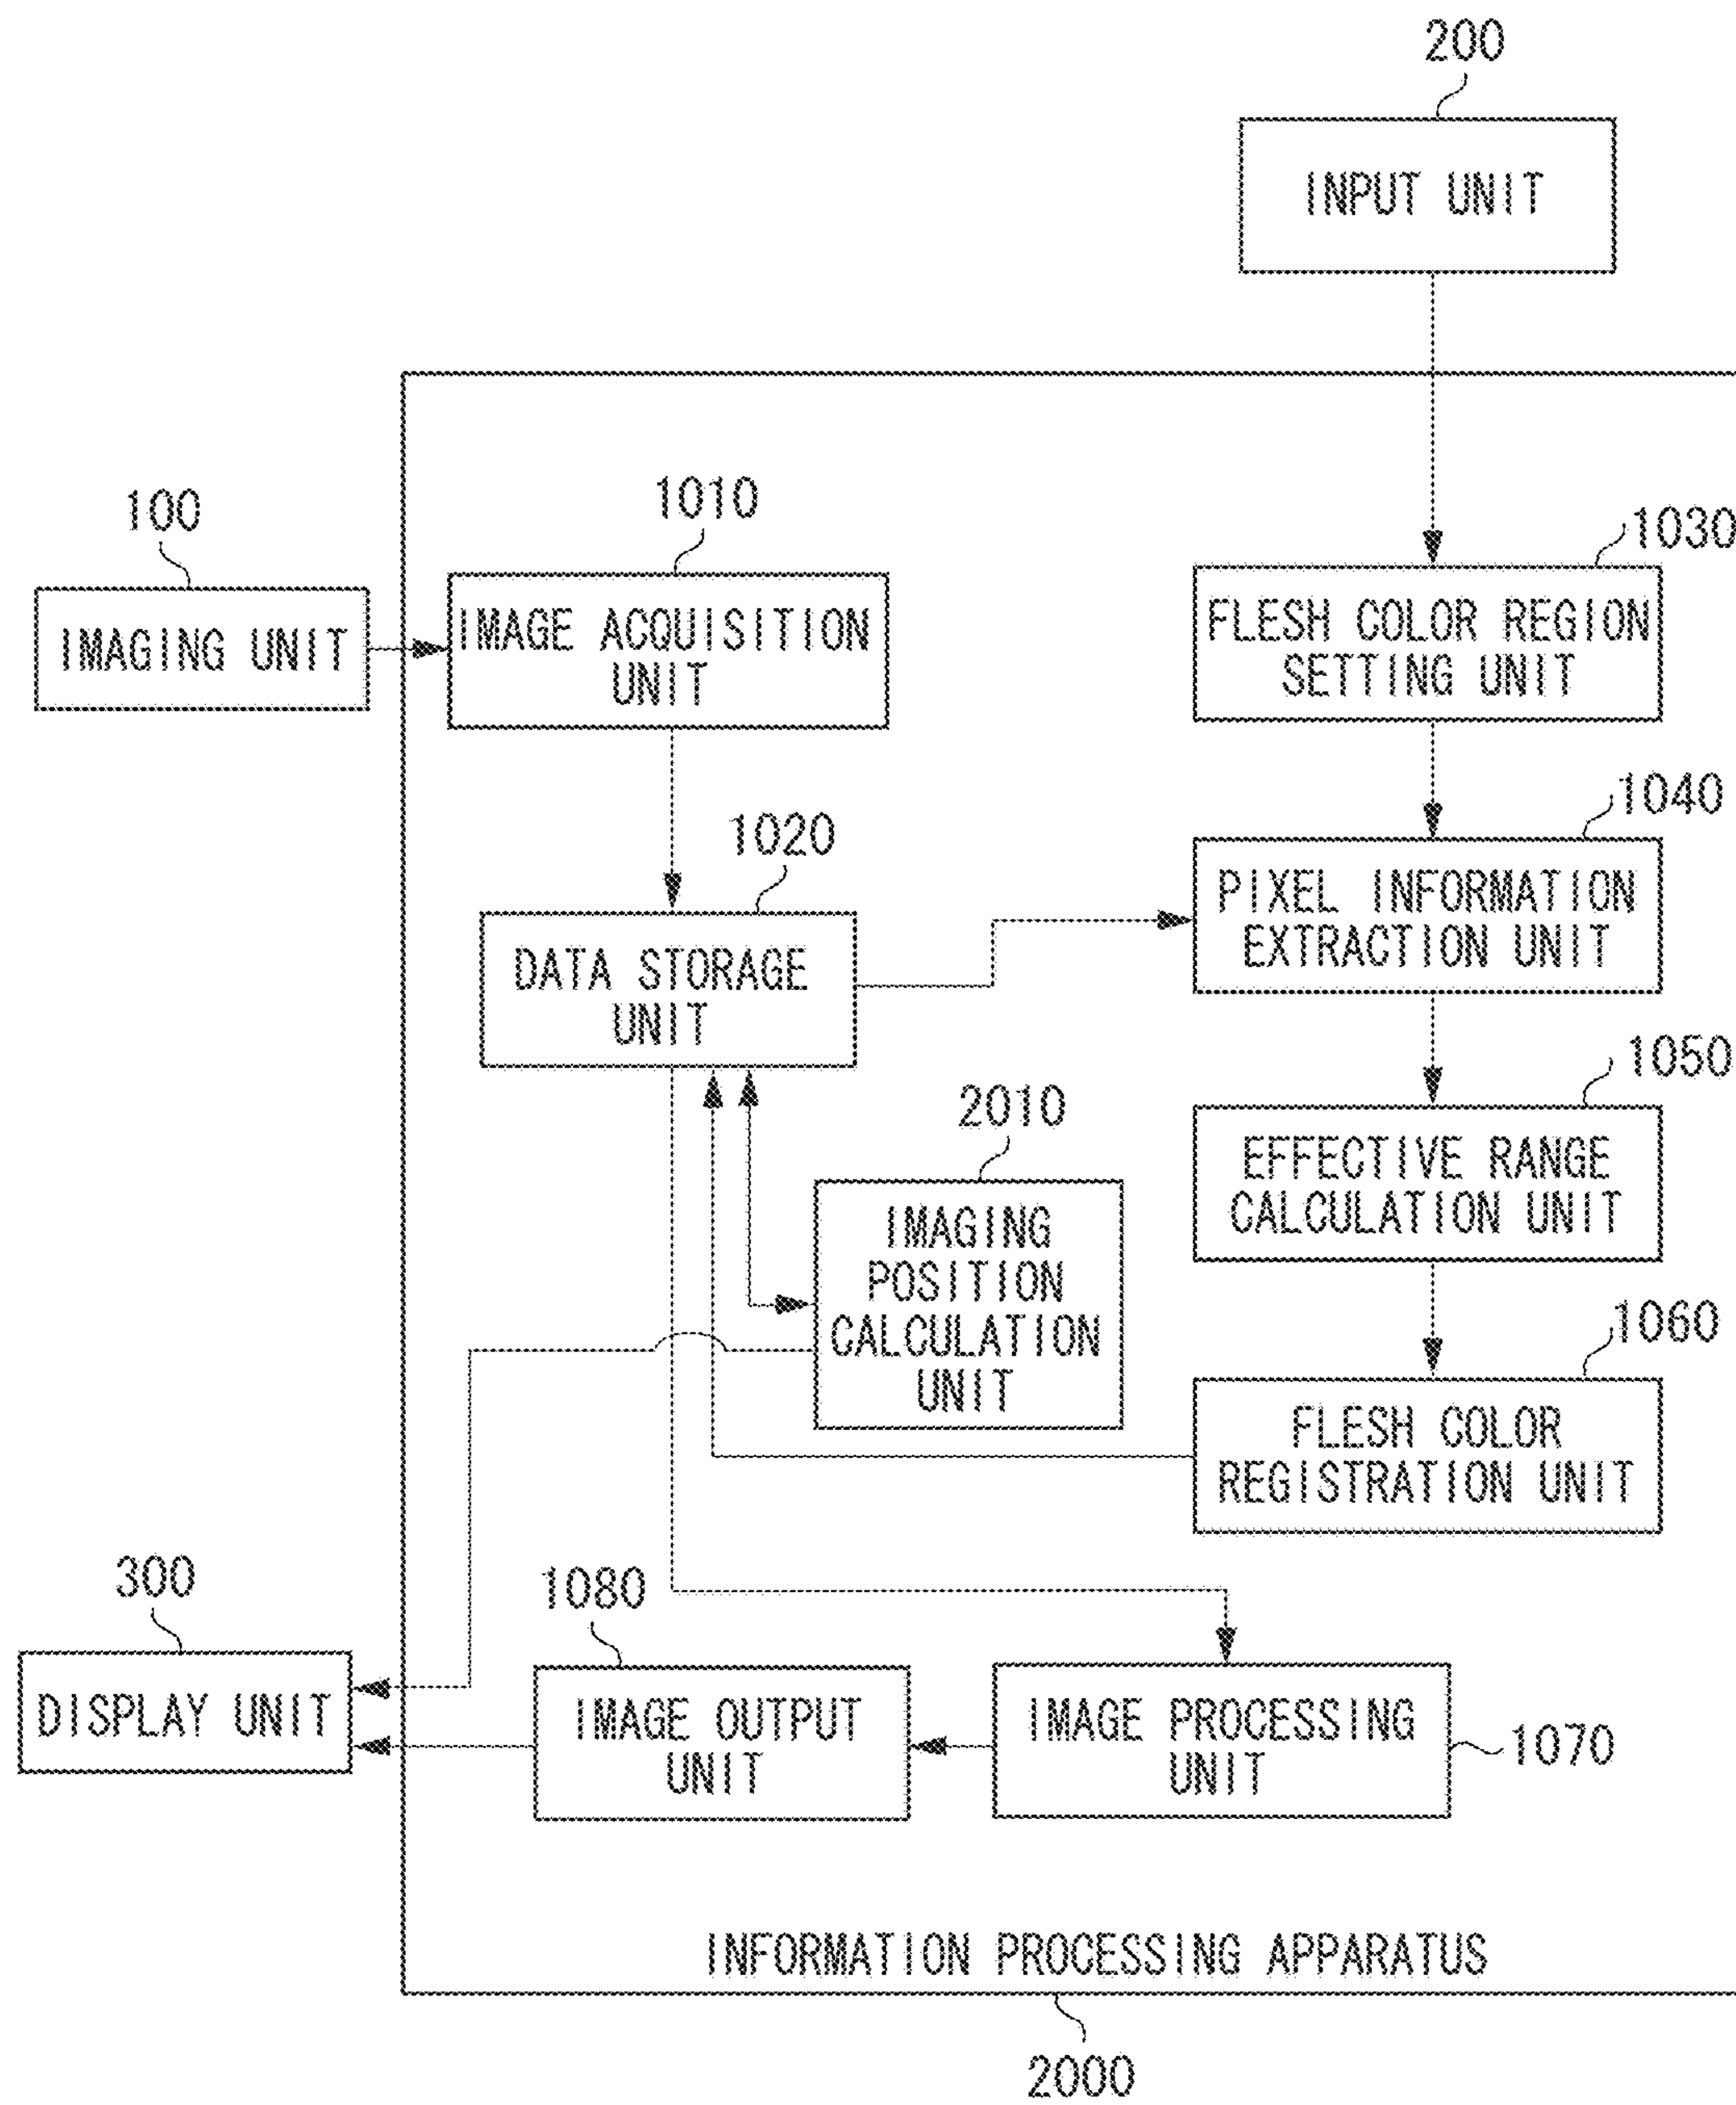 200
INPUT UNIT
100
IMAGING UNIT
1010
IMAGE ACQUISITION
UNIT
1030
FLESH COLOR REGION
SETTING UNIT
1020
DATA STORAGE
UNIT
1040
PIXEL INFORMATION
EXTRACTION UNIT
1050
EFFECTIVE RANGE
CALCULATION UNIT
2010
IMAGING
POSITION
CALCULATION
UNIT
1060
FLESH COLOR
REGISTRATION UNIT
300
DISPLAY UNIT
1080
IMAGE OUTPUT
UNIT
IMAGE PROCESSING
UNIT
1070
INFORMATION PROCESSING APPARATUS
2000